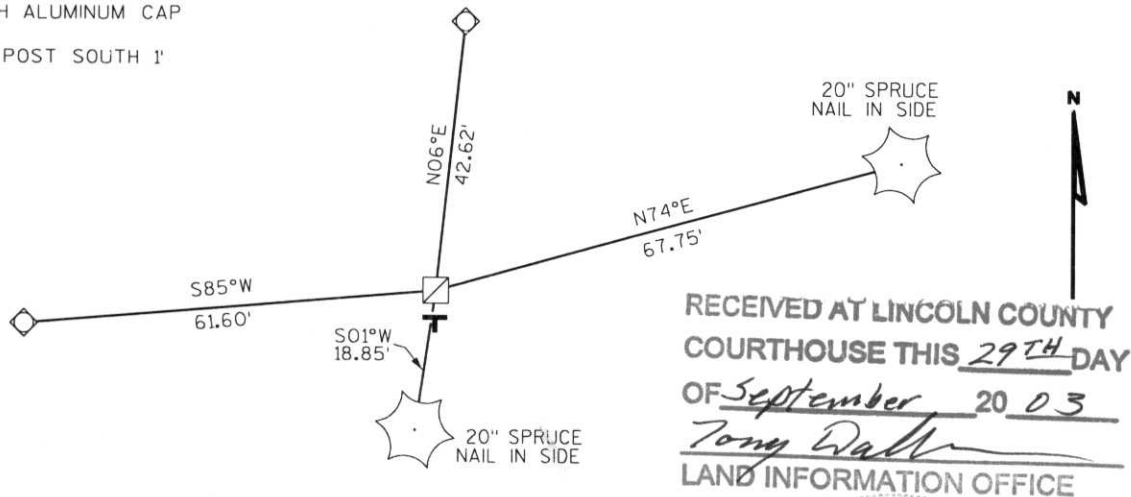 H ALUMINUM CAP
POST SOUTH 1'
20" SPRUCE
NAIL IN SIDE
N
N06°E
42.62'
N74°E
67.75'
S85°W
61.60'
S01°W
18.85'
20" SPRUCE
NAIL IN SIDE
RECEIVED AT LINCOLN COUNTY
COURTHOUSE THIS 29TH DAY
OF September 20 03
Tony
LAND INFORMATION OFFICE